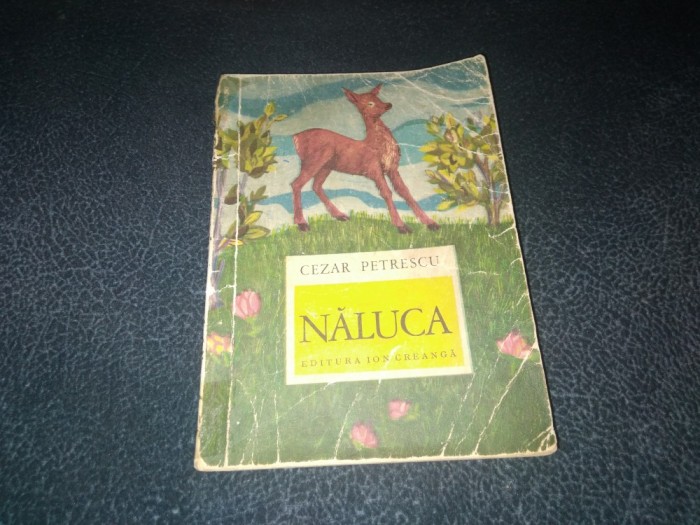 CEZAR PETRESCU
NĂLUCA
EDITURA ION CREANGĂ